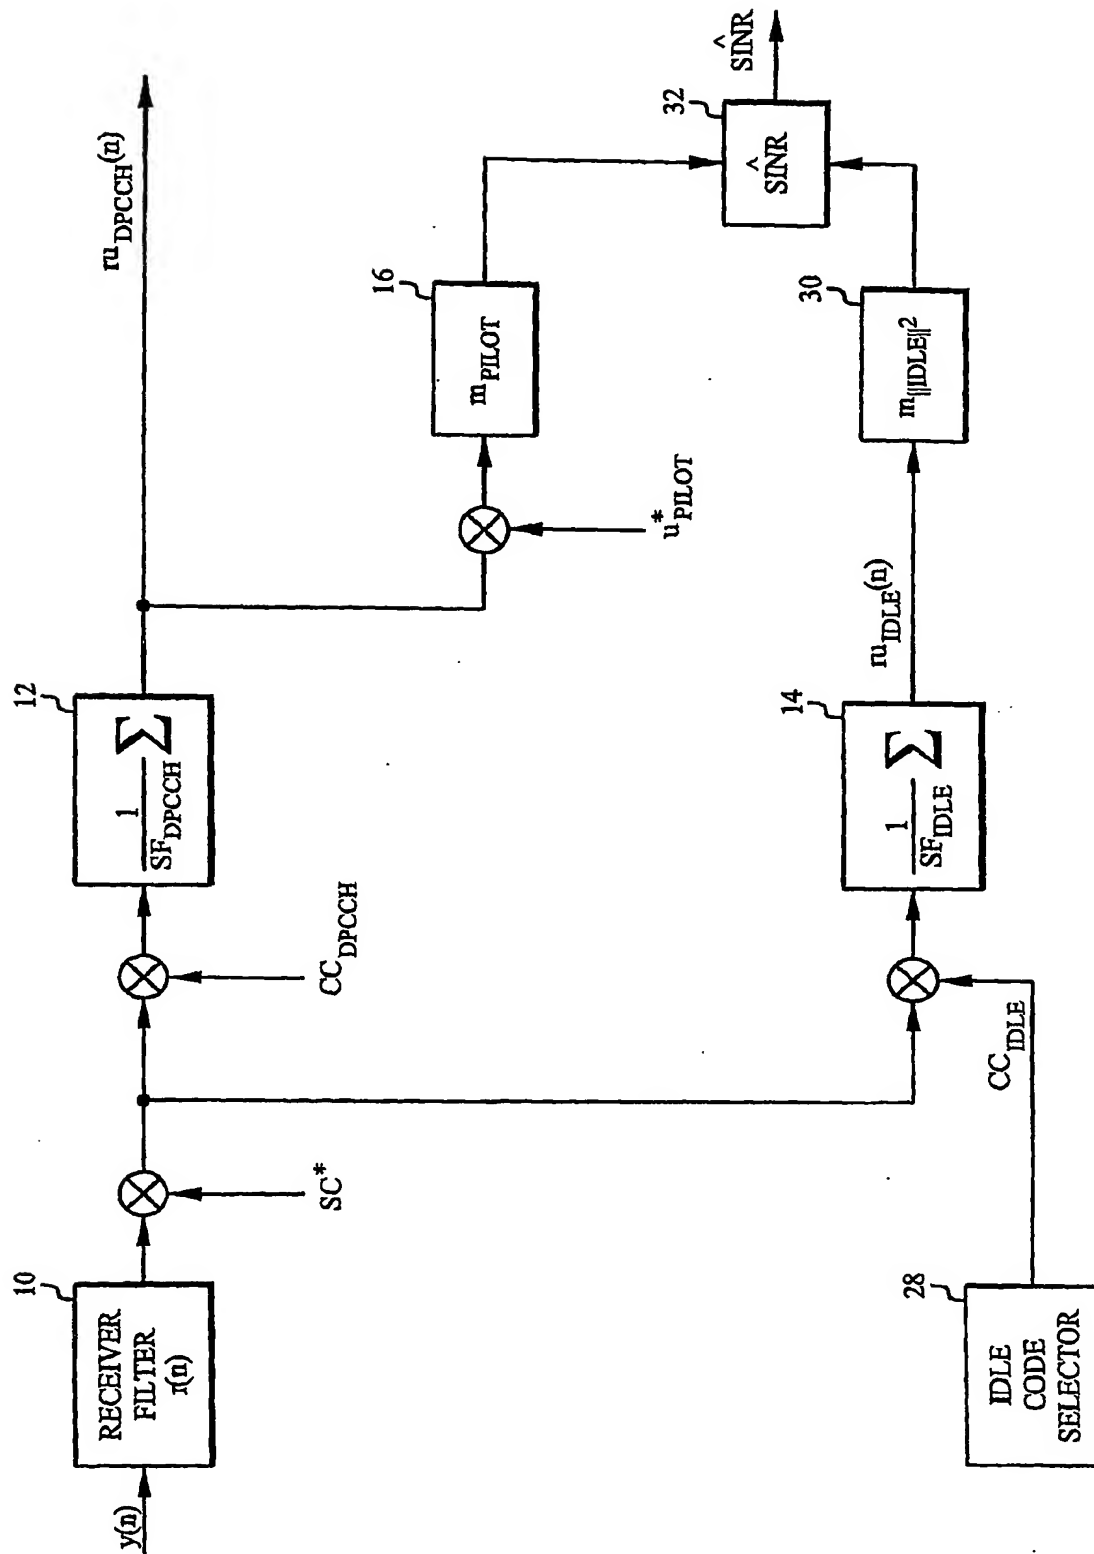 y(n)
10
RECEIVER
FILTER
r(n)
SC*
CC_DPCCH
12
1
SF_DPCCH
Σ
ru_DPCCH(n)
u*_PILOT
16
m_PILOT
28
IDLE
CODE
SELECTOR
CC_IDLE
14
1
SF_IDLE
Σ
ru_IDLE(n)
30
m_||IDLE||²
32
^
SINR
^
SINR